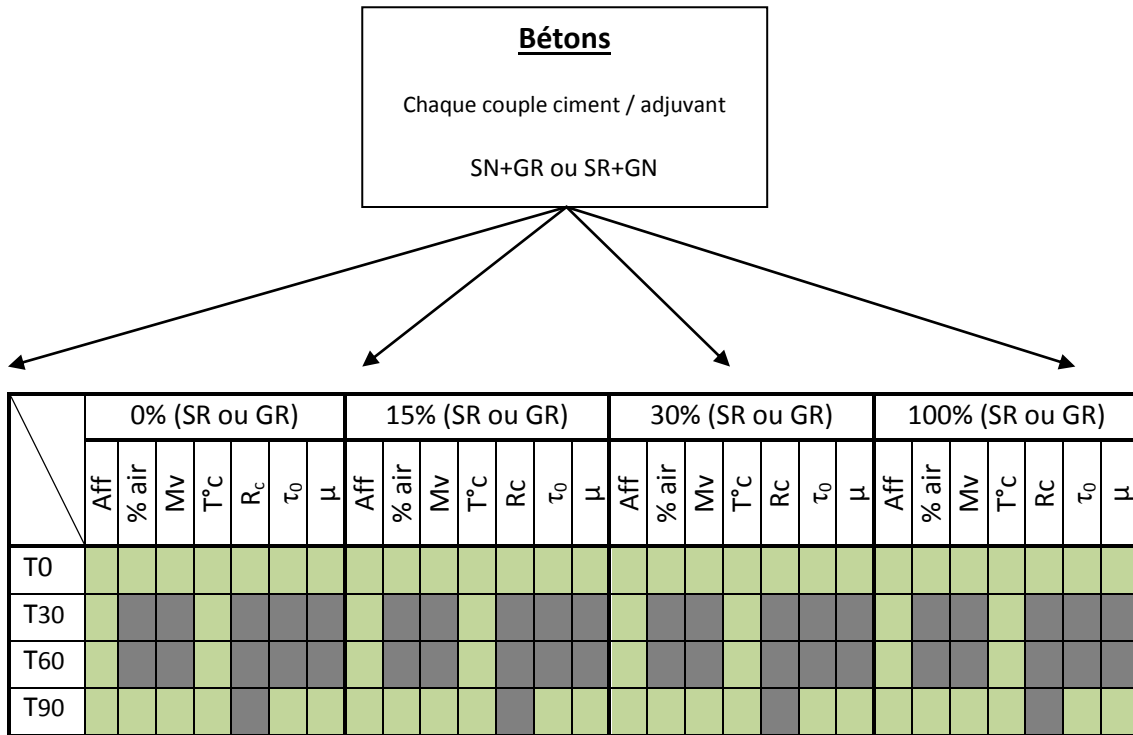 Bétons
Chaque couple ciment / adjuvant
SN+GR ou SR+GN
0% (SR ou GR) 15% (SR ou GR) 30% (SR ou GR) 100% (SR ou GR)
Aff % air Mv T°c Rc τ0 µ Aff % air Mv T°c Rc τ0 µ Aff % air Mv T°c Rc τ0 µ Aff % air Mv T°c Rc τ0 µ
T0
T30
T60
T90